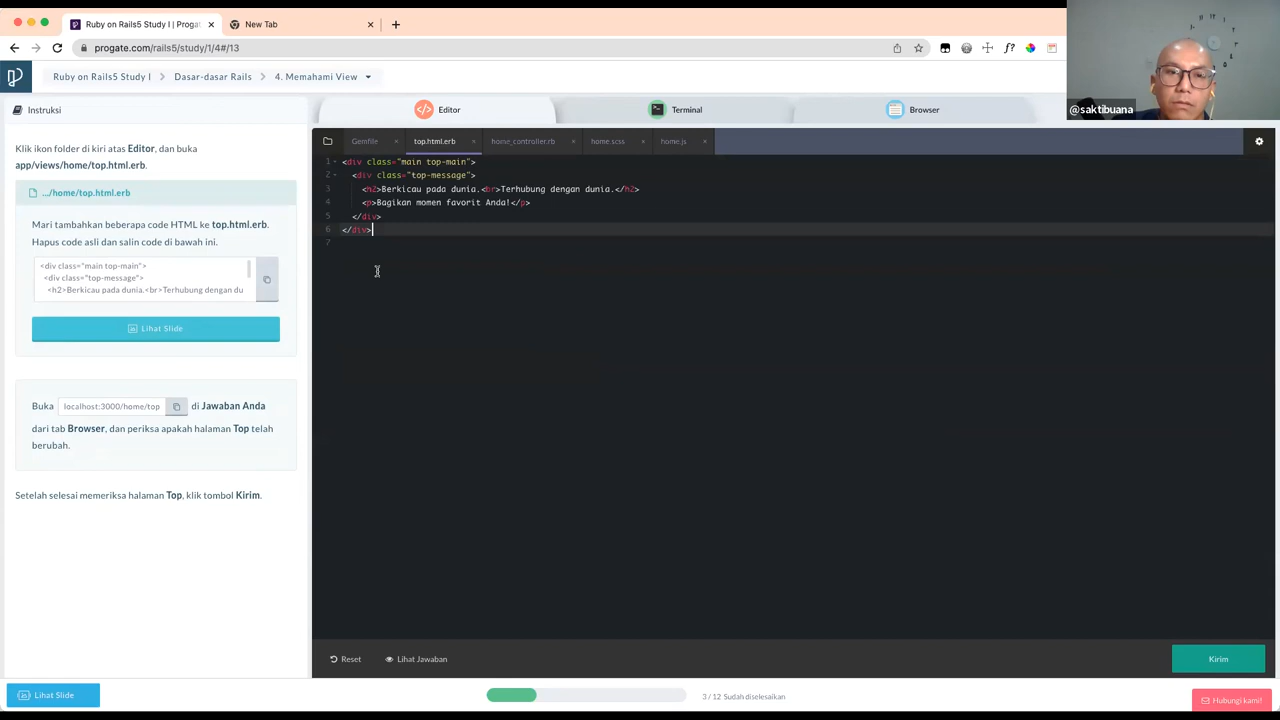 Ruby on Rails5 Study I | Progat
New Tab
progate.com/rails5/study/1/4#/13
@saktibuana
Ruby on Rails5 Study I
Dasar-dasar Rails
4. Memahami View
Instruksi
Editor
Terminal
Browser
Klik ikon folder di kiri atas Editor, dan buka
app/views/home/top.html.erb.
.../home/top.html.erb
Mari tambahkan beberapa code HTML ke top.html.erb.
Hapus code asli dan salin code di bawah ini.
<div class="main top-main">
<div class="top-message">
<h2>Berkicau pada dunia.<br>Terhubung dengan du
Lihat Slide
Buka localhost:3000/home/top di Jawaban Anda
dari tab Browser, dan periksa apakah halaman Top telah
berubah.
Setelah selesai memeriksa halaman Top, klik tombol Kirim.
Gemfile
top.html.erb
home_controller.rb
home.scss
home.js
1 <div class="main top-main">
2 <div class="top-message">
3 <h2>Berkicau pada dunia.<br>Terhubung dengan dunia.</h2>
4 <p>Bagikan momen favorit Anda!</p>
5 </div>
6 </div>
7
Reset
Lihat Jawaban
Kirim
Lihat Slide
3 / 12 Sudah diselesaikan
Hubungi kami!